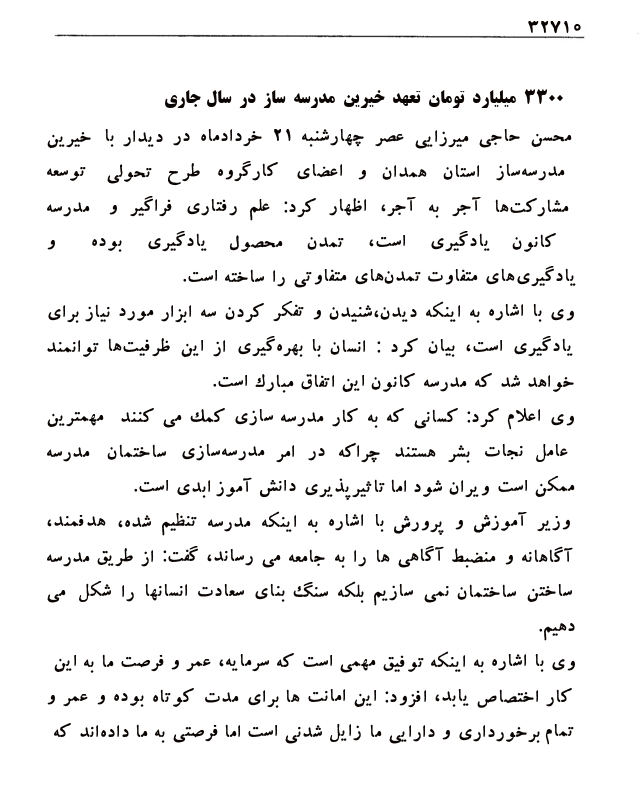 ۳۲۷۱۰
۳۳۰۰ میلیارد تومان تعهد خیرین مدرسه ساز در سال جاری
محسن حاجی میرزایی عصر چهارشنبه ۲۱ خردادماه در دیدار با خیرین
مدرسه‌ساز استان همدان و اعضای کارگروه طرح تحولی توسعه
مشارکت‌ها آجر به آجر، اظهار کرد: علم رفتاری فراگیر و مدرسه
کانون یادگیری است، تمدن محصول یادگیری بوده و
یادگیری‌های متفاوت تمدن‌های متفاوتی را ساخته است.
وی با اشاره به اینکه دیدن،شنیدن و تفکر کردن سه ابزار مورد نیاز برای
یادگیری است، بیان کرد : انسان با بهره‌گیری از این ظرفیت‌ها توانمند
خواهد شد که مدرسه کانون این اتفاق مبارك است.
وی اعلام کرد: کسانی که به کار مدرسه سازی کمك می کنند مهمترین
عامل نجات بشر هستند چراکه در امر مدرسه‌سازی ساختمان مدرسه
ممکن است ویران شود اما تاثیرپذیری دانش آموز ابدی است.
وزیر آموزش و پرورش با اشاره به اینکه مدرسه تنظیم شده، هدفمند،
آگاهانه و منضبط آگاهی ها را به جامعه می رساند، گفت: از طریق مدرسه
ساختن ساختمان نمی سازیم بلکه سنگ بنای سعادت انسانها را شکل می
دهیم.
وی با اشاره به اینکه توفیق مهمی است که سرمایه، عمر و فرصت ما به این
کار اختصاص یابد، افزود: این امانت ها برای مدت کوتاه بوده و عمر و
تمام برخورداری و دارایی ما زایل شدنی است اما فرصتی به ما داده‌اند که